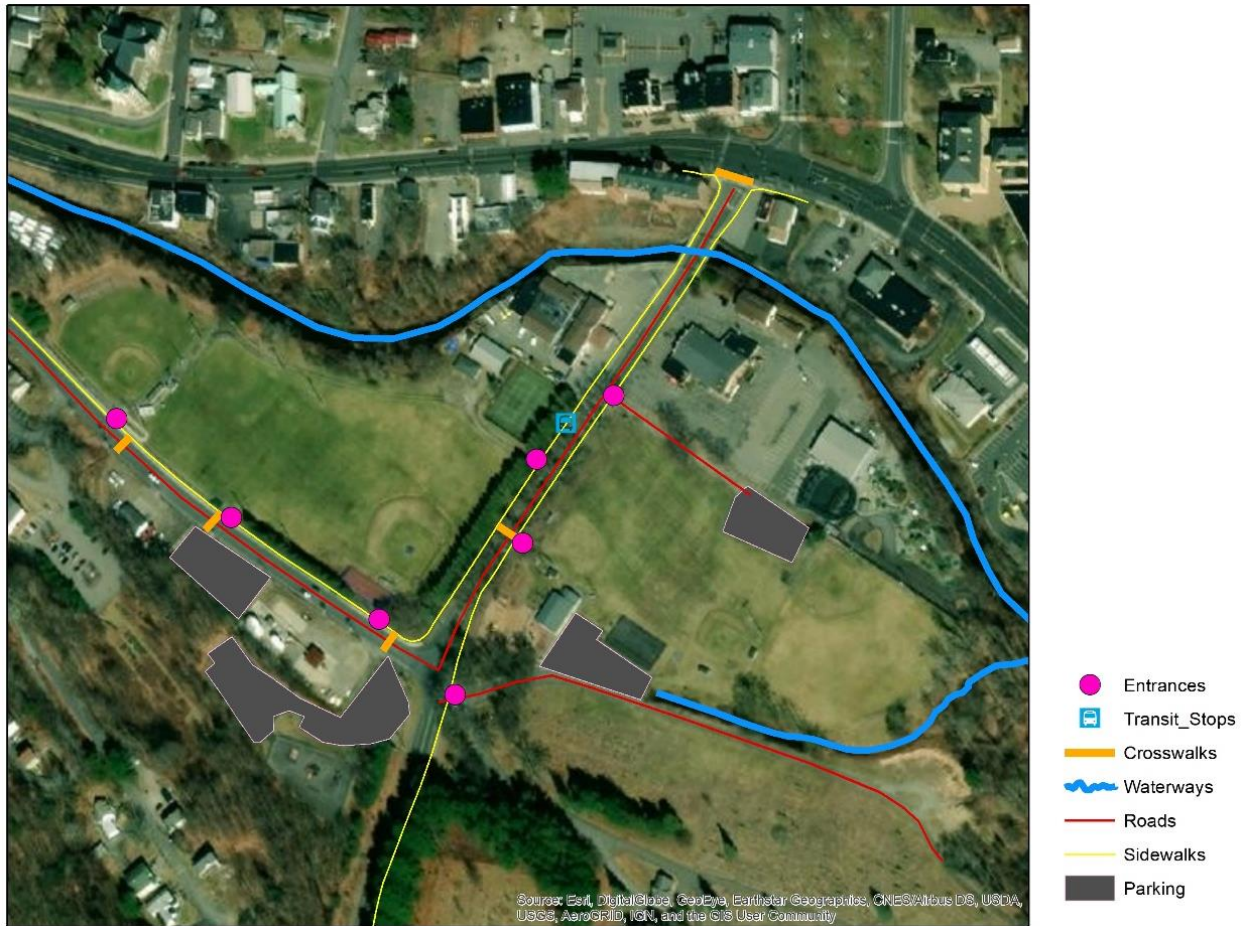 Entrances
Transit_Stops
Crosswalks
Waterways
Roads
Sidewalks
Parking
Source: Esri, DigitalGlobe, GeoEye, Earthstar Geographics, CNES/Airbus DS, USDA,
USGS, AeroGRID, IGN, and the GIS User Community